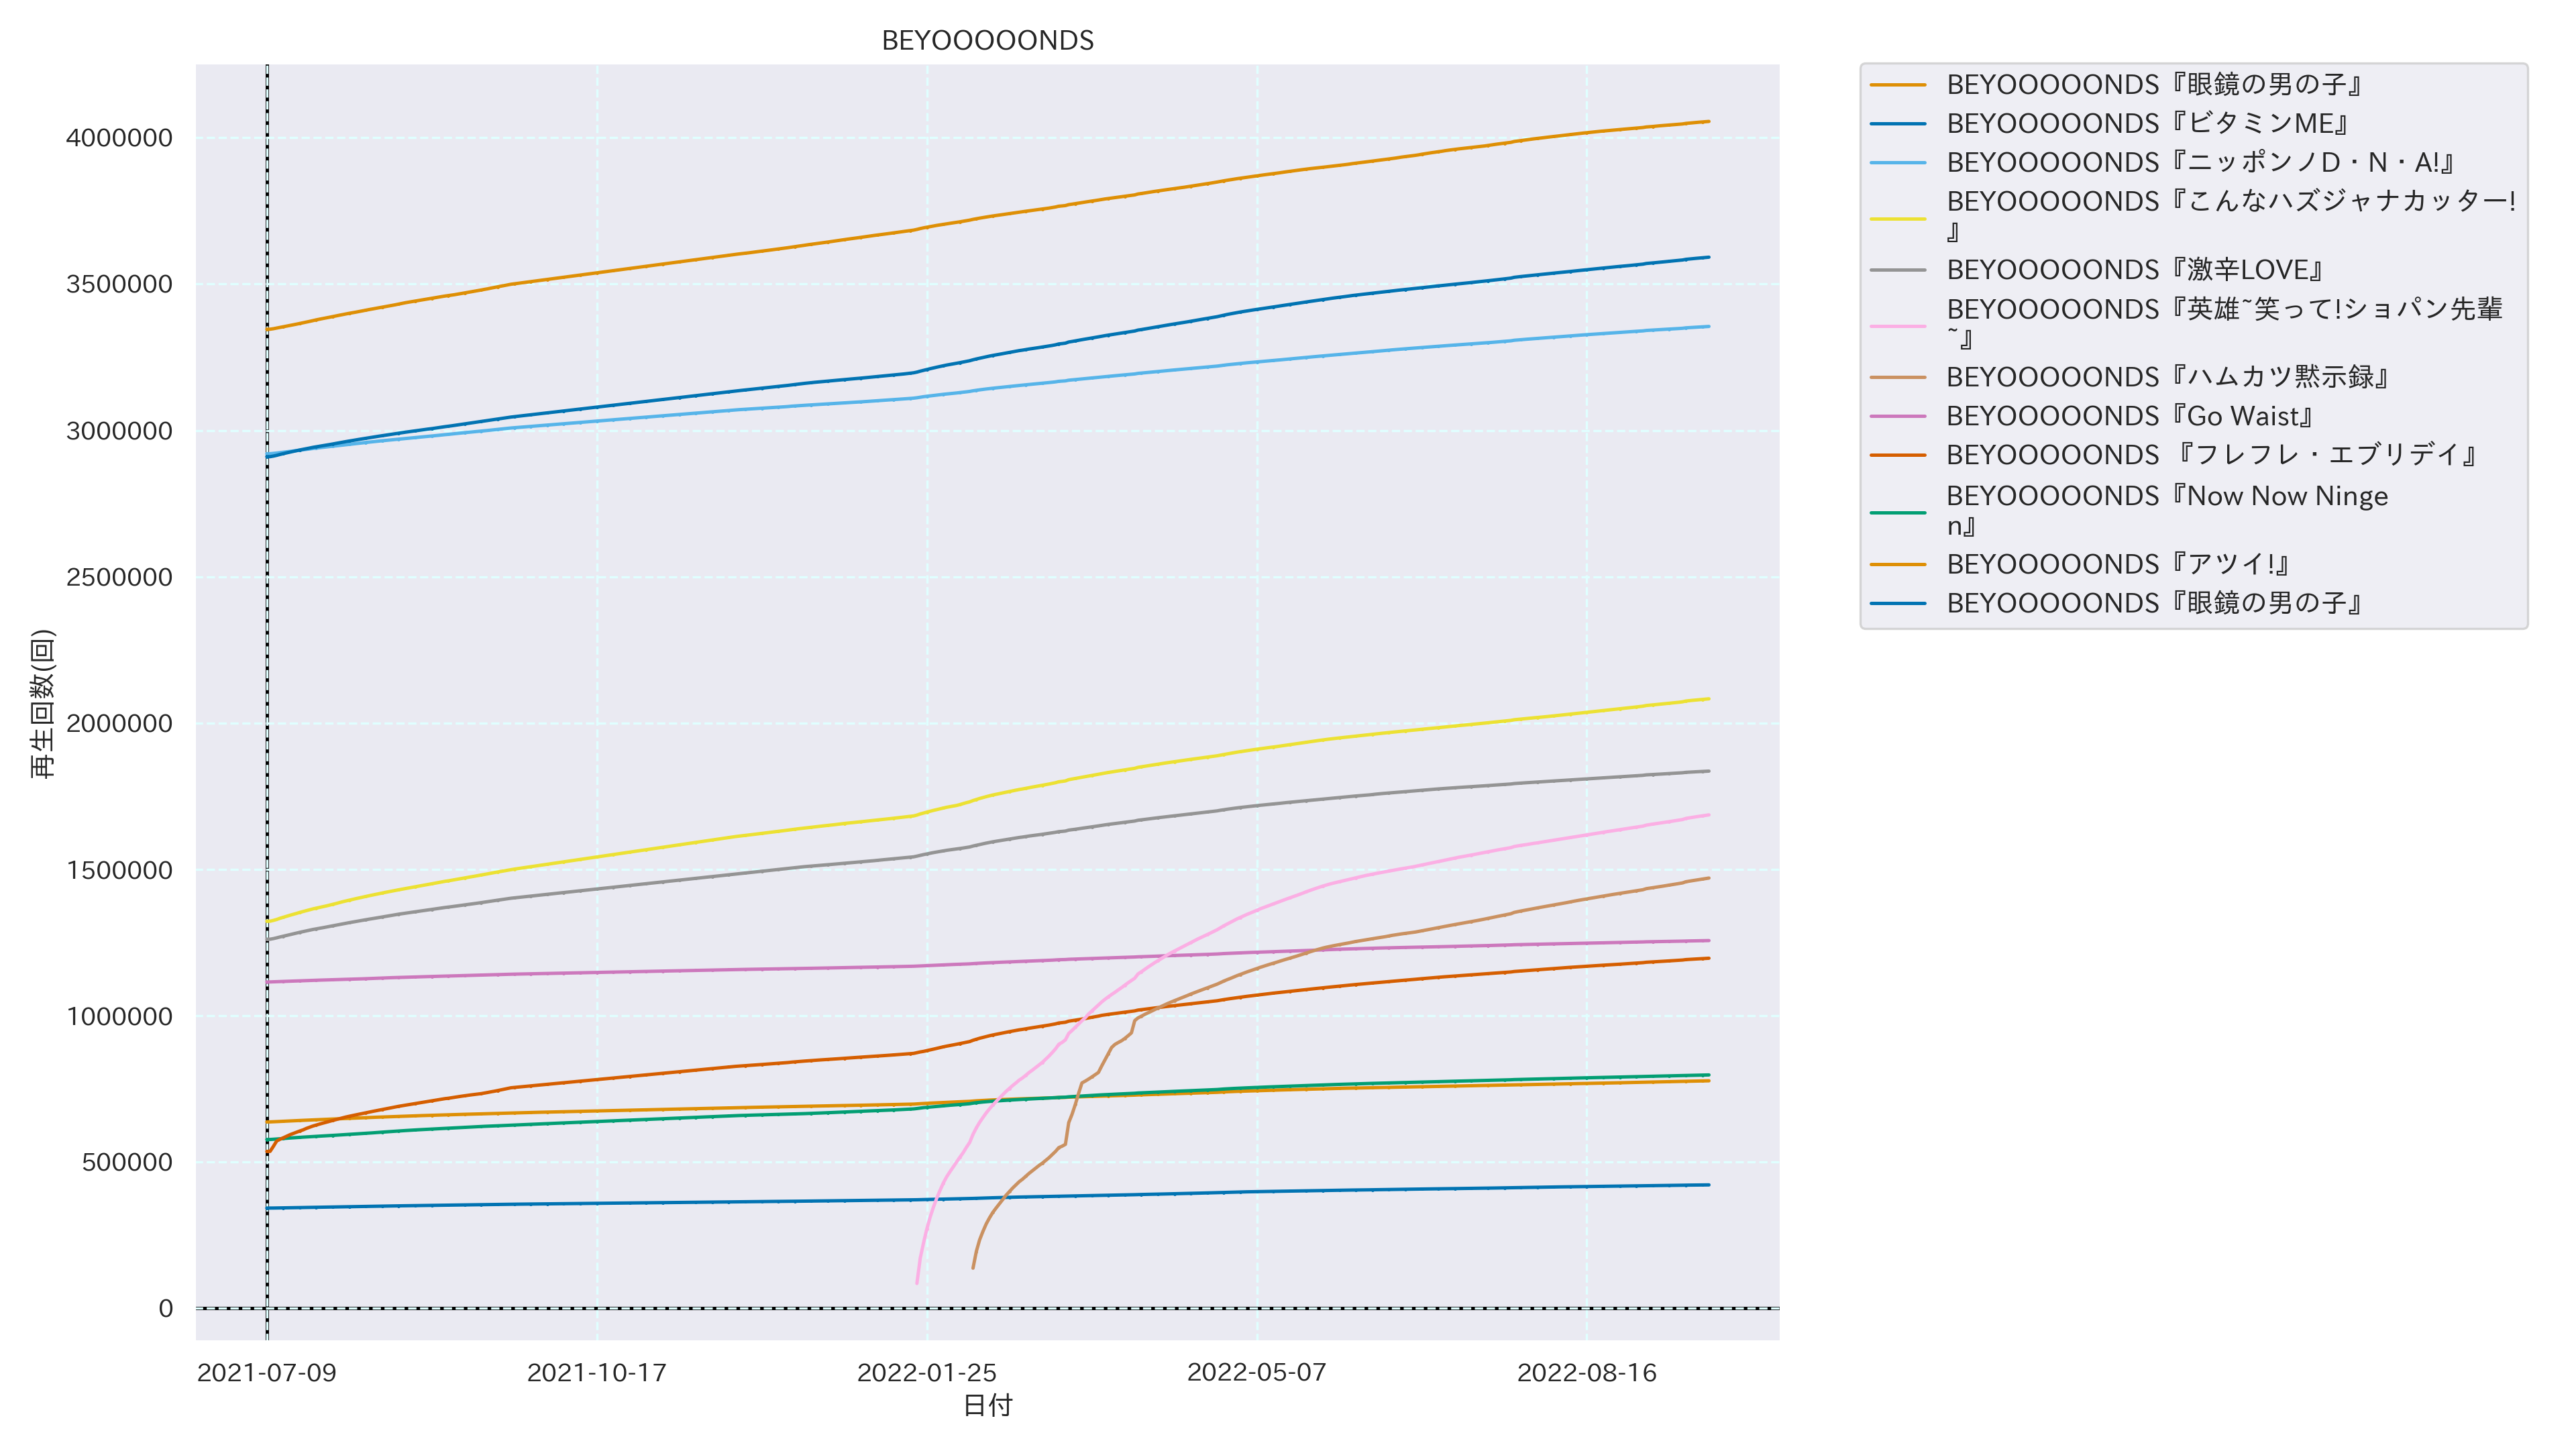 BEYOOOOONDS
再生回数(回)
4000000
3500000
3000000
2500000
2000000
1500000
1000000
500000
0
2021-07-09
2021-10-17
2022-01-25
2022-05-07
2022-08-16
日付
BEYOOOOONDS『眼鏡の男の子』
BEYOOOOONDS『ビタミンME』
BEYOOOOONDS『ニッポンノD・N・A!』
BEYOOOOONDS『こんなハズジャナカッター!
』
BEYOOOOONDS『激辛LOVE』
BEYOOOOONDS『英雄~笑って!ショパン先輩
~』
BEYOOOOONDS『ハムカツ黙示録』
BEYOOOOONDS『Go Waist』
BEYOOOOONDS 『フレフレ・エブリデイ』
BEYOOOOONDS『Now Now Ninge
n』
BEYOOOOONDS『アツイ!』
BEYOOOOONDS『眼鏡の男の子』